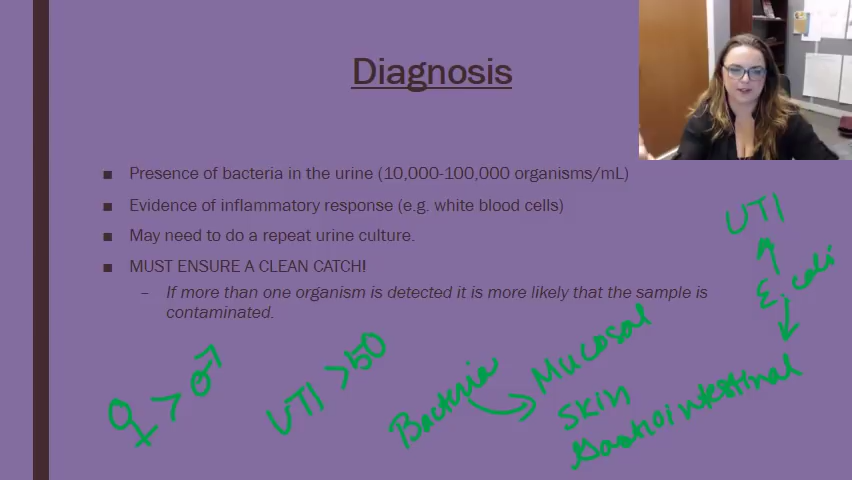 Diagnosis
Presence of bacteria in the urine (10,000-100,000 organisms/mL)
Evidence of inflammatory response (e.g. white blood cells)
May need to do a repeat urine culture.
MUST ENSURE A CLEAN CATCH!
– If more than one organism is detected it is more likely that the sample is
contaminated.
UTI
E. coli
♀ > ♂
UTI >50
Bacteria
Mucosal
Skin
Gastrointestinal